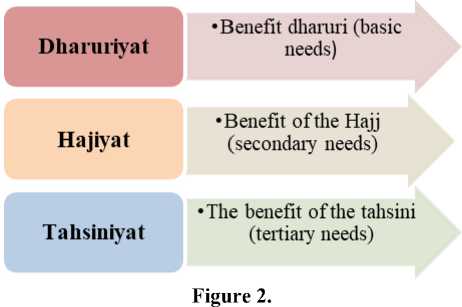 Dharuriyat
•Benefit dharuri (basic
needs)
Hajiyat
•Benefit of the Hajj
(secondary needs)
Tahsiniyat
•The benefit of the tahsini
(tertiary needs)
Figure 2.